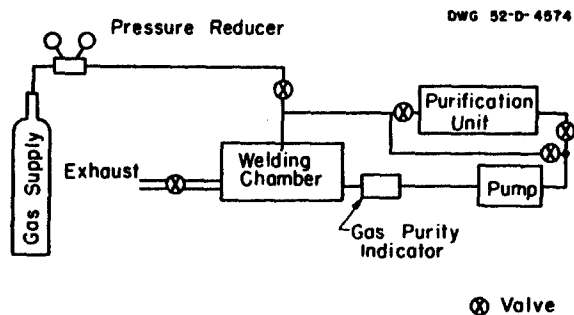 DWG 52-D-4574
Pressure Reducer
Gas Supply
Purification
Unit
Welding
Chamber
Exhaust
Pump
Gas Purity
Indicator
Valve